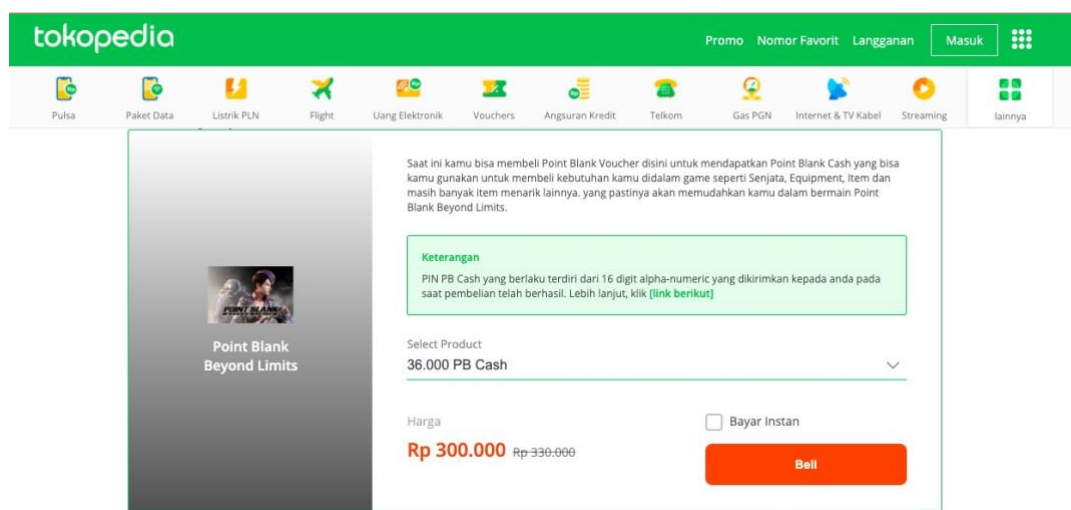 tokopedia
Promo Nomor Favorit Langganan Masuk
Pulsa Paket Data Listrik PLN Flight Uang Elektronik Vouchers Angsuran Kredit Telkom Gas PGN Internet & TV Kabel Streaming lainnya
Saat ini kamu bisa membeli Point Blank Voucher disini untuk mendapatkan Point Blank Cash yang bisa
kamu gunakan untuk membeli kebutuhan kamu didalam game seperti Senjata, Equipment, Item dan
masih banyak item menarik lainnya. yang pastinya akan memudahkan kamu dalam bermain Point
Blank Beyond Limits.
Keterangan
PIN PB Cash yang berlaku terdiri dari 16 digit alpha-numeric yang dikirimkan kepada anda pada
saat pembelian telah berhasil. Lebih lanjut, klik [link berikut]
POINT BLANK
Point Blank
Beyond Limits
Select Product
36.000 PB Cash
Harga
Rp 300.000 Rp 330.000
Bayar Instan
Beli